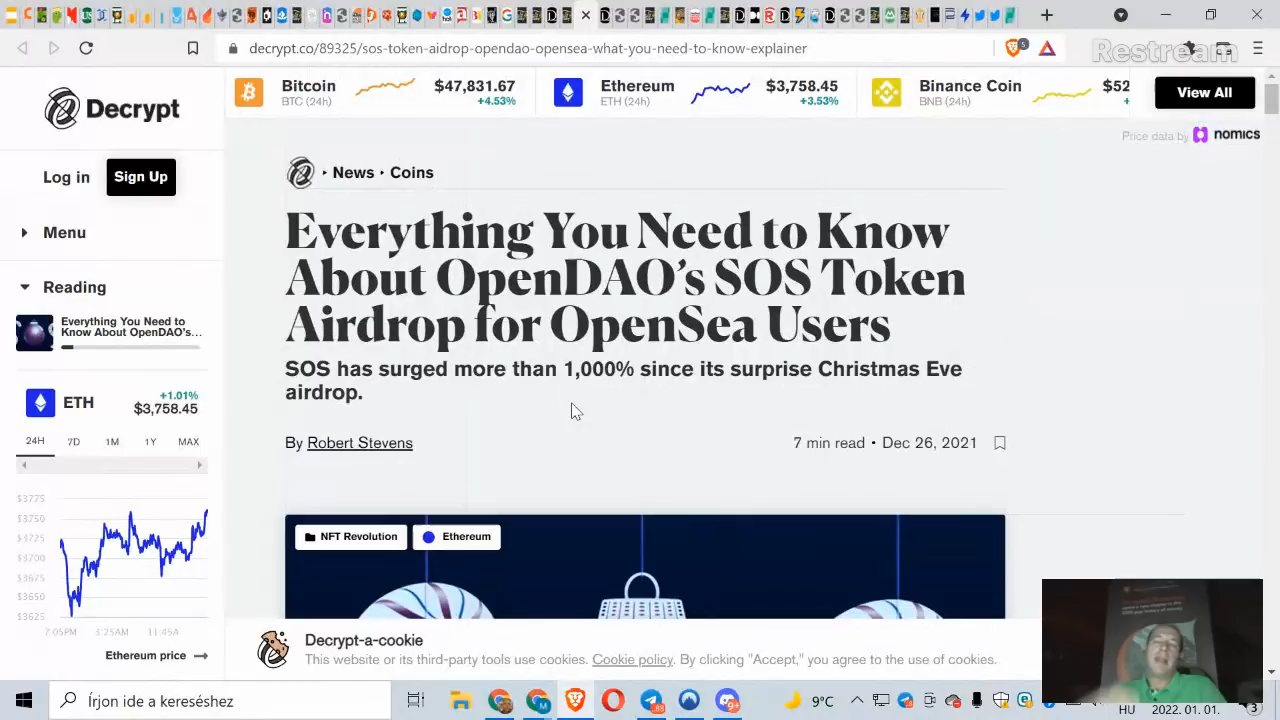 decrypt.co/89325/sos-token-aidrop-opendao-opensea-what-you-need-to-know-explainer
5
Restream
Decrypt
Bitcoin
BTC (24h)
$47,831.67
+4.53%
Ethereum
ETH (24h)
$3,758.45
+3.53%
Binance Coin
BNB (24h)
$52
View All
Price data by nomics
Log in
Sign Up
Menu
Reading
Everything You Need to
Know About OpenDAO's...
ETH
+1.01%
$3,758.45
24H 7D 1M 1Y MAX
$3775
$3750
$3725
$3700
$3675
$3650
$3625
7:05PM 3:25AM 11:45A
Ethereum price
News
Coins
Everything You Need to Know
About OpenDAO's SOS Token
Airdrop for OpenSea Users
SOS has surged more than 1,000% since its surprise Christmas Eve
airdrop.
By Robert Stevens
7 min read • Dec 26, 2021
NFT Revolution
Ethereum
Decrypt-a-cookie
This website or its third-party tools use cookies. Cookie policy. By clicking "Accept," you agree to the use of cookies.
Írjon ide a kereséshez
9°C
HU
2022. 01. 01.